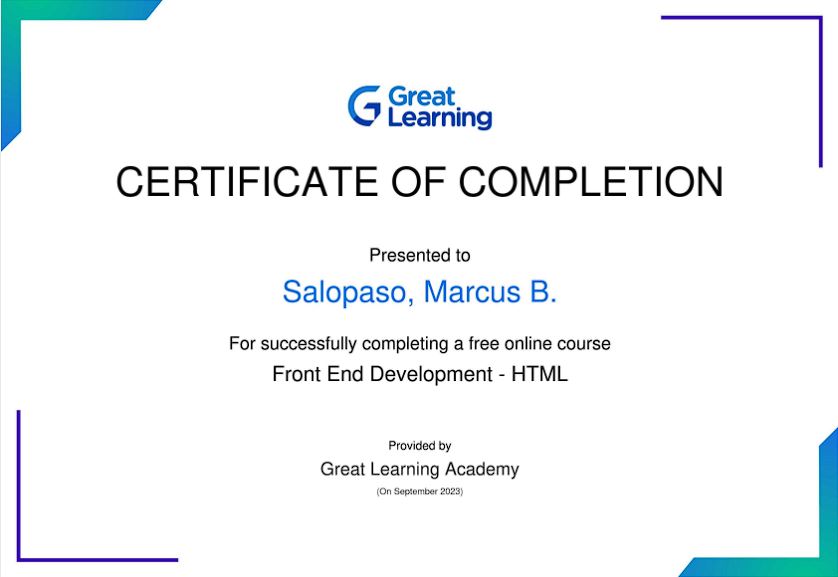 Great
Learning
CERTIFICATE OF COMPLETION
Presented to
Salopaso, Marcus B.
For successfully completing a free online course
Front End Development - HTML
Provided by
Great Learning Academy
(On September 2023)